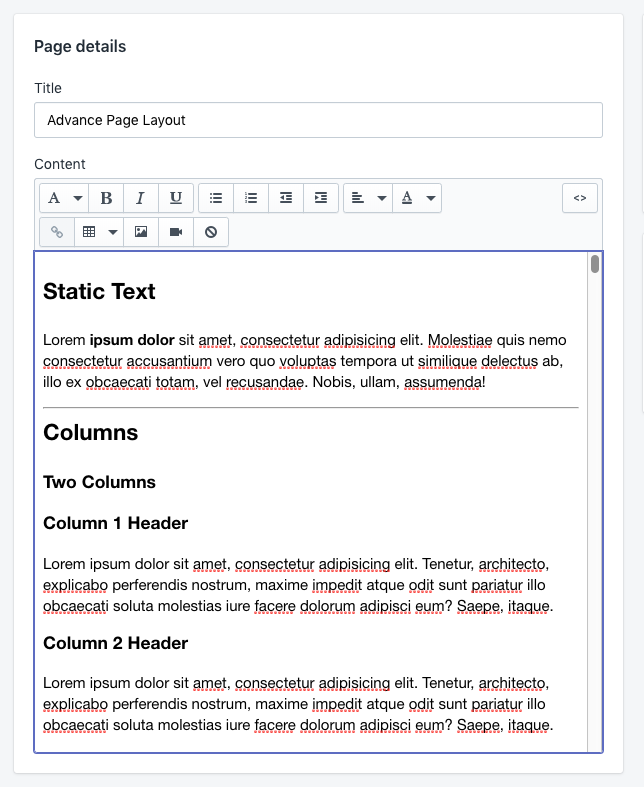 Page details
Title
Advance Page Layout
Content
A B I U A <>
Static Text
Lorem ipsum dolor sit amet, consectetur adipisicing elit. Molestiae quis nemo
consectetur accusantium vero quo voluptas tempora ut similique delectus ab,
illo ex obcaecati totam, vel recusandae. Nobis, ullam, assumenda!
Columns
Two Columns
Column 1 Header
Lorem ipsum dolor sit amet, consectetur adipisicing elit. Tenetur, architecto,
explicabo perferendis nostrum, maxime impedit atque odit sunt pariatur illo
obcaecati soluta molestias iure facere dolorum adipisci eum? Saepe, itaque.
Column 2 Header
Lorem ipsum dolor sit amet, consectetur adipisicing elit. Tenetur, architecto,
explicabo perferendis nostrum, maxime impedit atque odit sunt pariatur illo
obcaecati soluta molestias iure facere dolorum adipisci eum? Saepe, itaque.